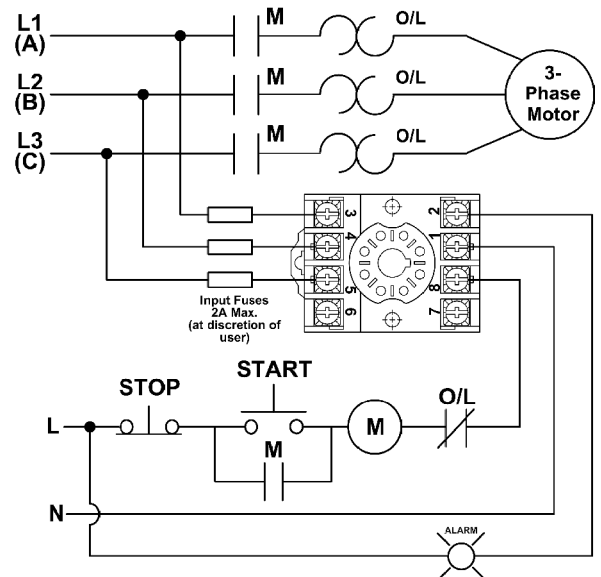 L1
(A)
M
O/L
L2
(B)
M
O/L
3-
Phase
Motor
L3
(C)
M
O/L
3
2
4
1
5
8
6
7
Input Fuses
2A Max.
(at discretion of
user)
STOP
START
O/L
L
M
M
N
ALARM